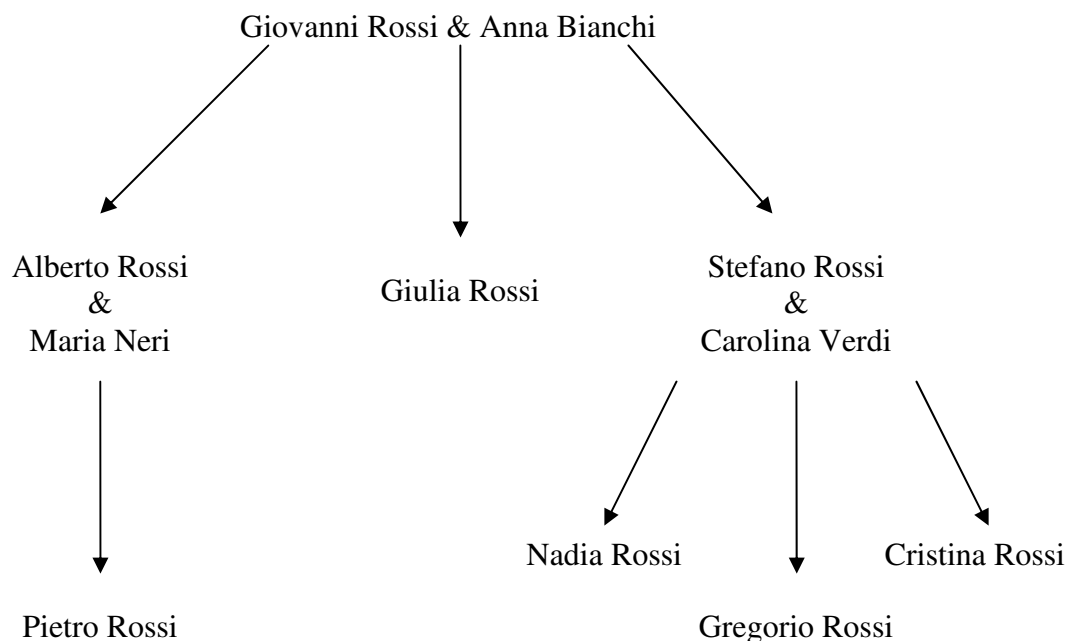 Giovanni Rossi & Anna Bianchi
Alberto Rossi
&
Maria Neri
Giulia Rossi
Stefano Rossi
&
Carolina Verdi
Nadia Rossi
Cristina Rossi
Pietro Rossi
Gregorio Rossi